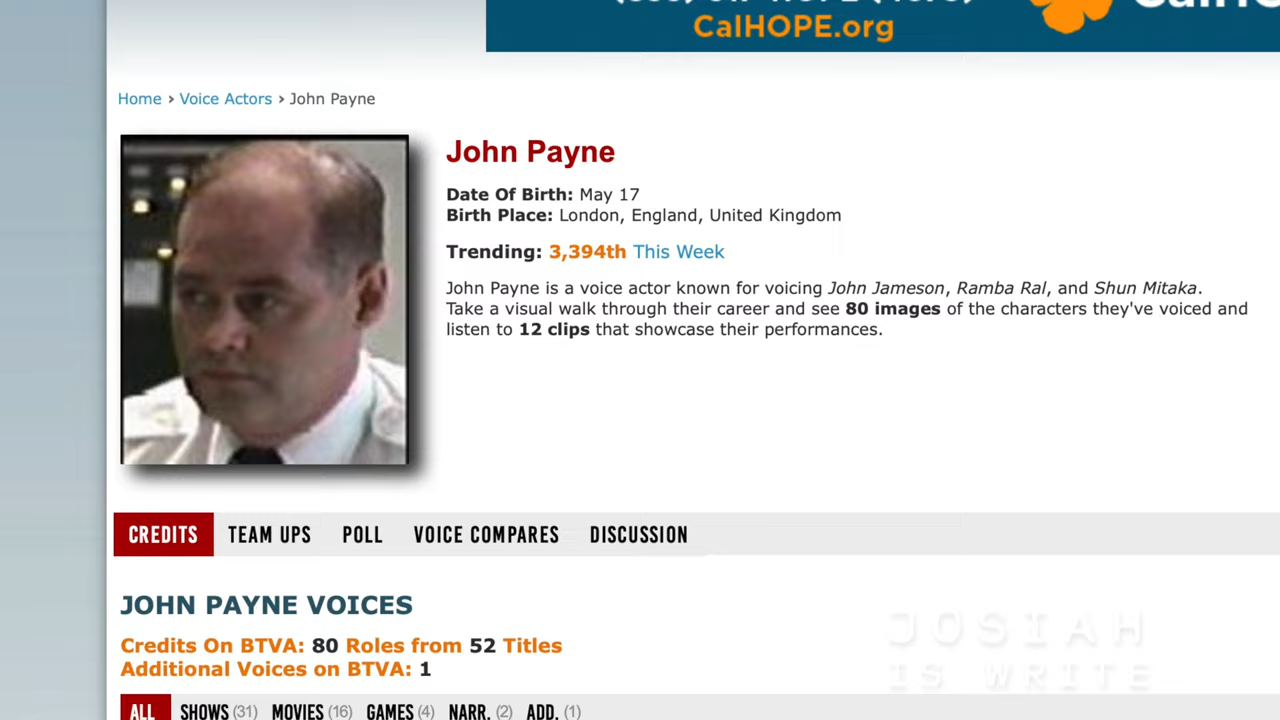 CalHOPE.org
Home › Voice Actors › John Payne
John Payne
Date Of Birth: May 17
Birth Place: London, England, United Kingdom
Trending: 3,394th This Week
John Payne is a voice actor known for voicing John Jameson, Ramba Ral, and Shun Mitaka.
Take a visual walk through their career and see 80 images of the characters they've voiced and
listen to 12 clips that showcase their performances.
CREDITS TEAM UPS POLL VOICE COMPARES DISCUSSION
JOHN PAYNE VOICES
Credits On BTVA: 80 Roles from 52 Titles
Additional Voices on BTVA: 1
JOSIAH
IS WRITE
ALL SHOWS (31) MOVIES (16) GAMES (4) NARR. (2) ADD. (1)